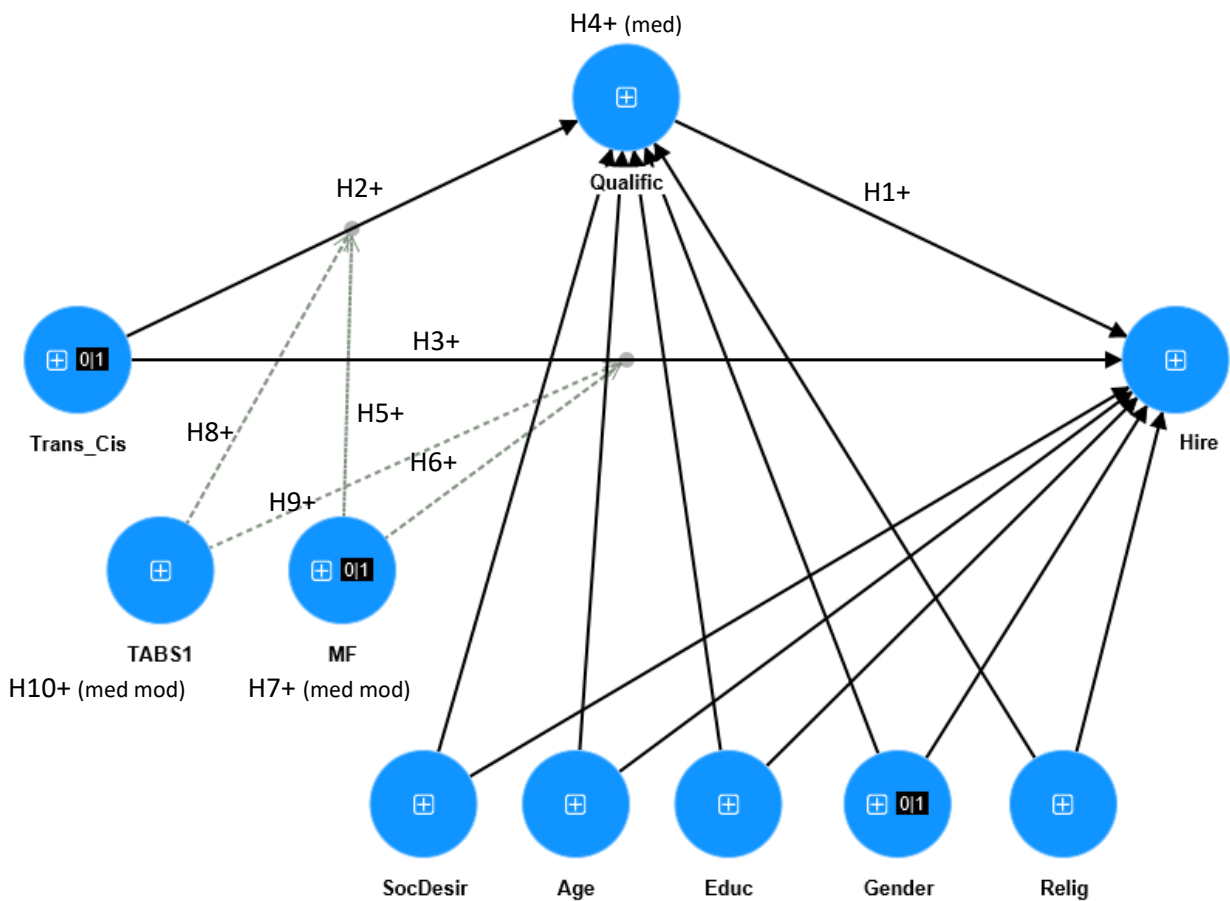 H4+ (med)
Qualific
H2+
H1+
0|1
H3+
Trans_Cis
Hire
H8+
H5+
H6+
H9+
0|1
TABS1
MF
H10+ (med mod)
H7+ (med mod)
0|1
SocDesir
Age
Educ
Gender
Relig